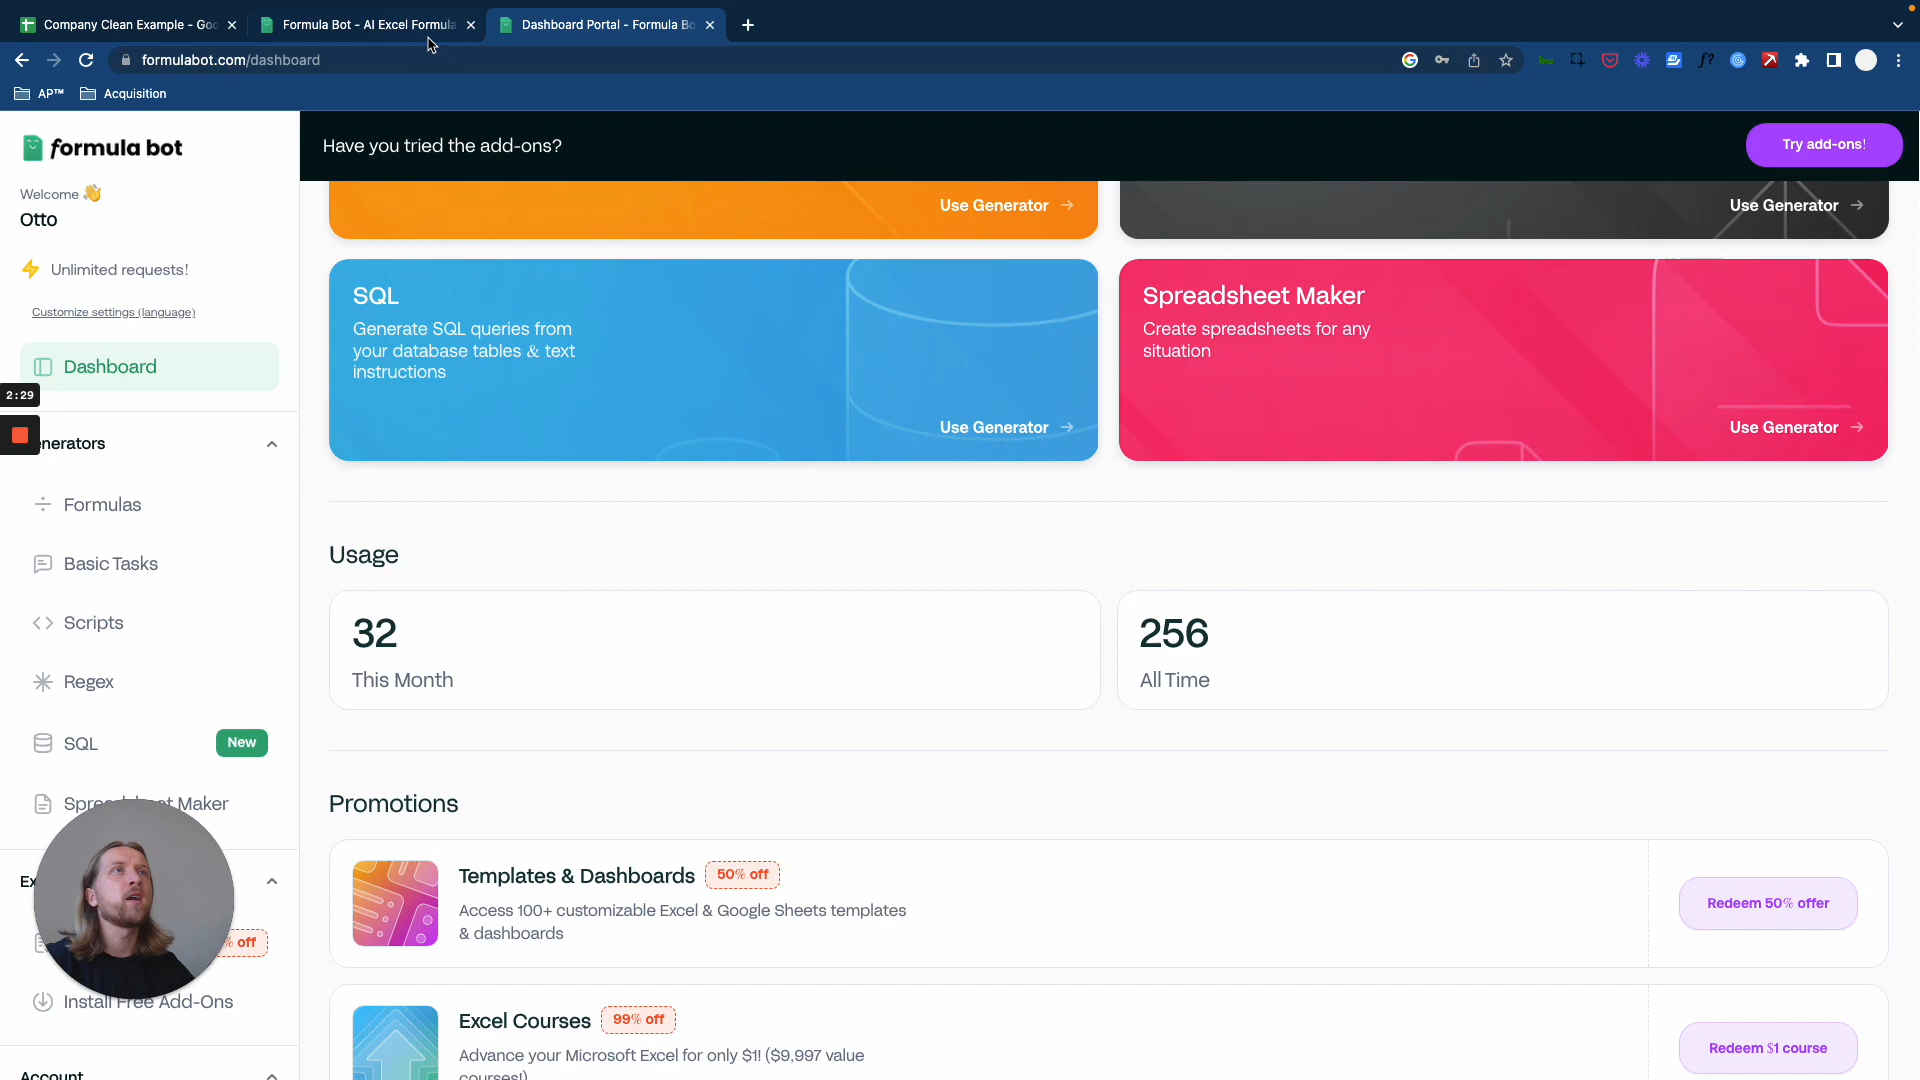 Company Clean Example - Goo
Formula Bot - AI Excel Formula
Dashboard Portal - Formula Bo
formulabot.com/dashboard
AP™
Acquisition
formula bot
Welcome 👋
Otto
Unlimited requests!
Customize settings (language)
Dashboard
2:29
enerators
Formulas
Basic Tasks
Scripts
Regex
SQL
New
Spreadsheet Maker
Ex
% off
Install Free Add-Ons
Account
Have you tried the add-ons?
Try add-ons!
Use Generator
Use Generator
SQL
Generate SQL queries from
your database tables & text
instructions
Use Generator
Spreadsheet Maker
Create spreadsheets for any
situation
Use Generator
Usage
32
This Month
256
All Time
Promotions
Templates & Dashboards
50% off
Access 100+ customizable Excel & Google Sheets templates
& dashboards
Redeem 50% offer
Excel Courses
99% off
Advance your Microsoft Excel for only $1! ($9,997 value
courses!)
Redeem $1 course